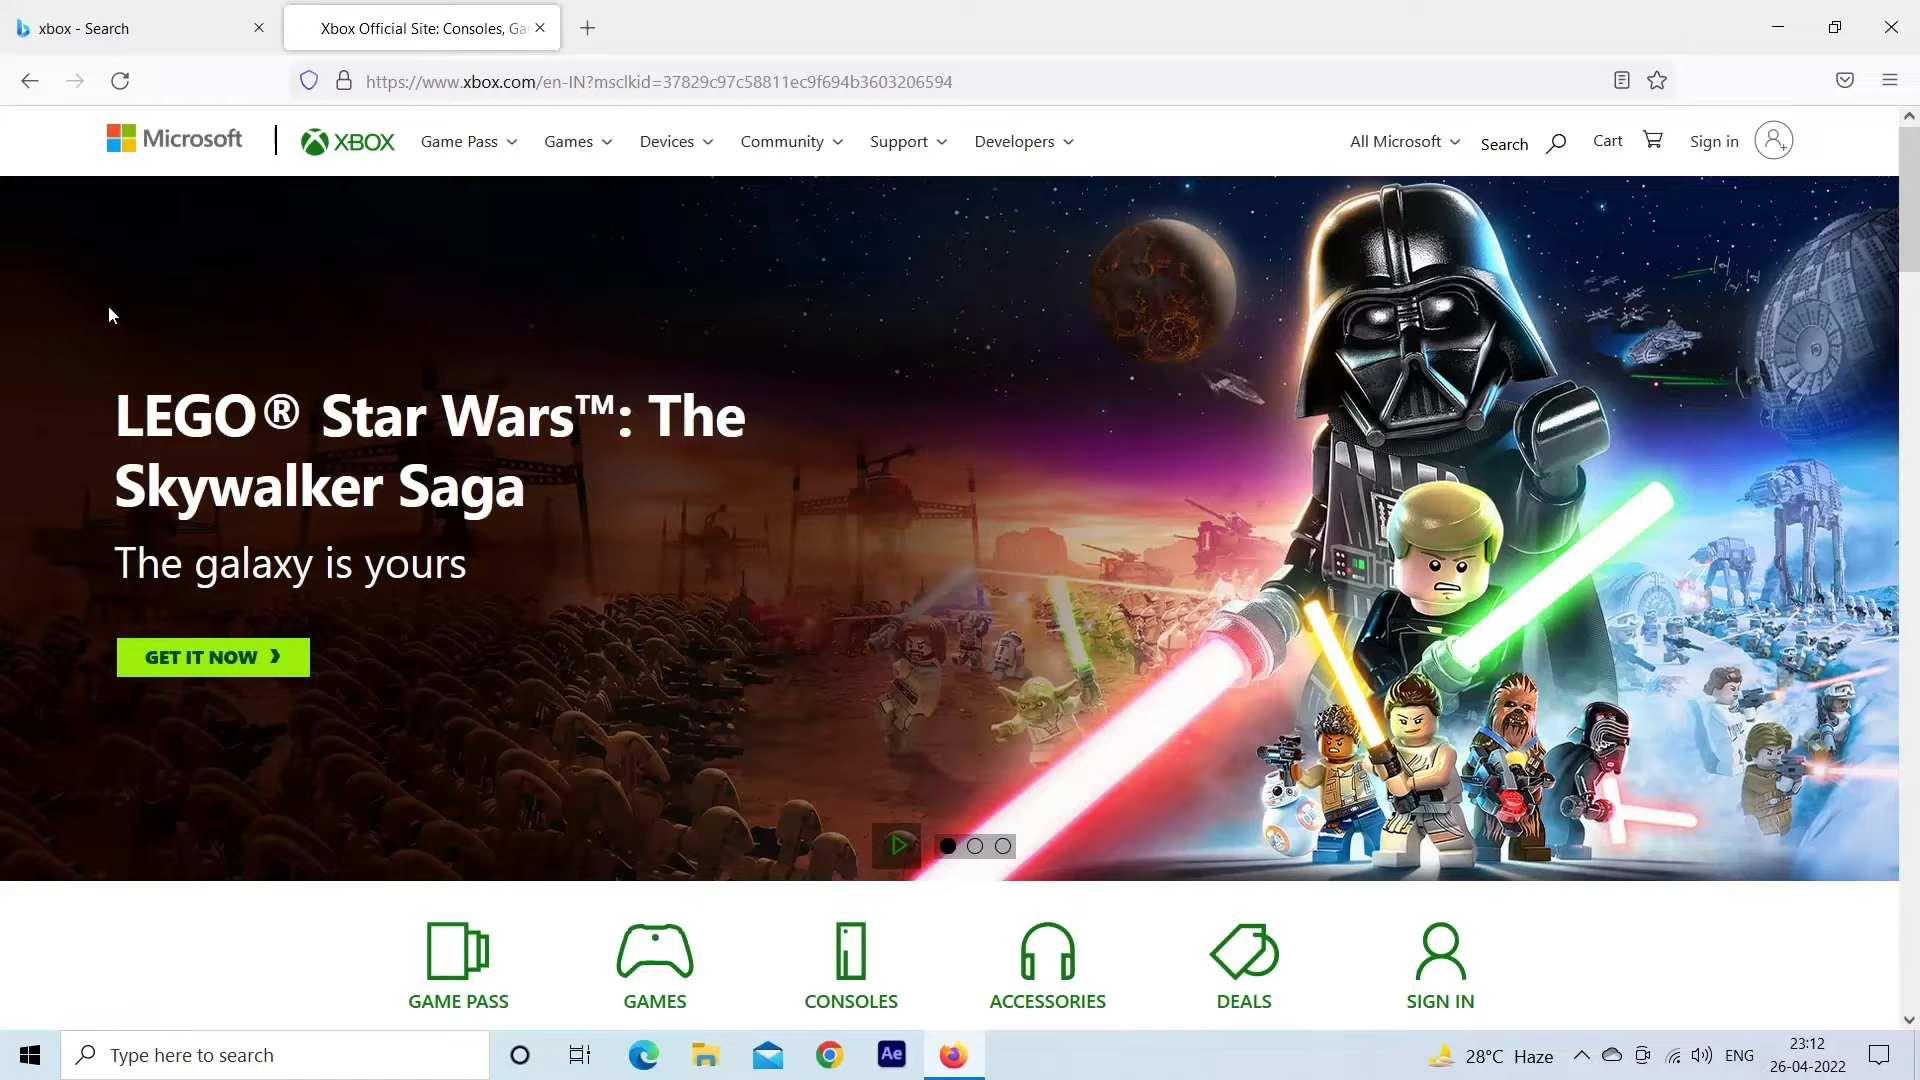 xbox - Search
Xbox Official Site: Consoles, Ga
https://www.xbox.com/en-IN?msclkid=37829c97c58811ec9f694b3603206594
Microsoft
XBOX
Game Pass
Games
Devices
Community
Support
Developers
All Microsoft
Search
Cart
Sign in
LEGO® Star Wars™: The
Skywalker Saga
The galaxy is yours
GET IT NOW
GAME PASS
GAMES
CONSOLES
ACCESSORIES
DEALS
SIGN IN
Type here to search
Ae
28°C Haze
ENG
23:12
26-04-2022